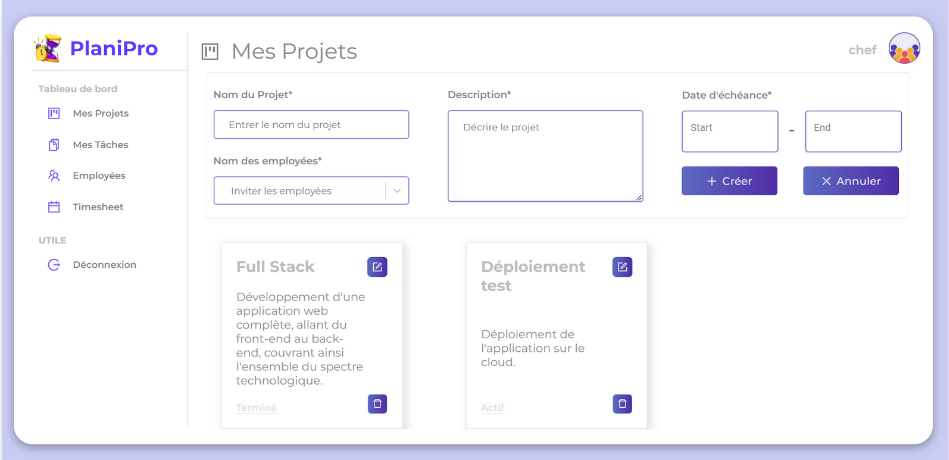 PlaniPro
Tableau de bord
Mes Projets
Mes Tâches
Employées
Timesheet
UTILE
Déconnexion
Mes Projets
chef
Nom du Projet*
Entrer le nom du projet
Nom des employées*
Inviter les employées
Description*
Décrire le projet
Date d'échéance*
Start
-
End
+ Créer
× Annuler
Full Stack
Développement d'une
application web
complète, allant du
front-end au back-
end, couvrant ainsi
l'ensemble du spectre
technologique.
Terminé
Déploiement
test
Déploiement de
l'application sur le
cloud.
Actif